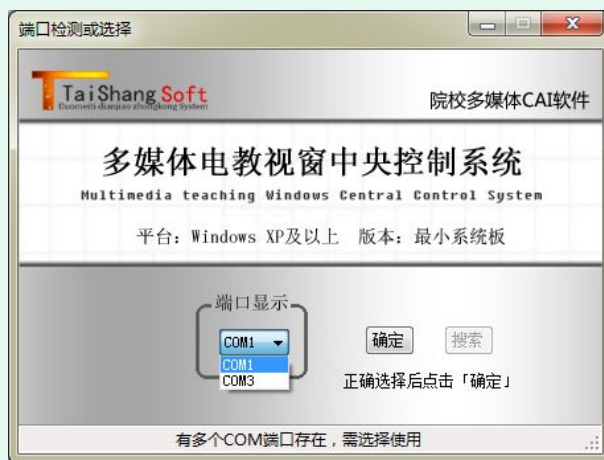 端口检测或选择
TaiShang Soft
Duomeiti dianjiao zhongkong System
院校多媒体CAI软件
多媒体电教视窗中央控制系统
Multimedia teaching Windows Central Control System
平台：Windows XP及以上 版本：最小系统板
端口显示
COM1
确定
搜索
COM1
COM3
正确选择后点击「确定」
有多个COM端口存在，需选择使用